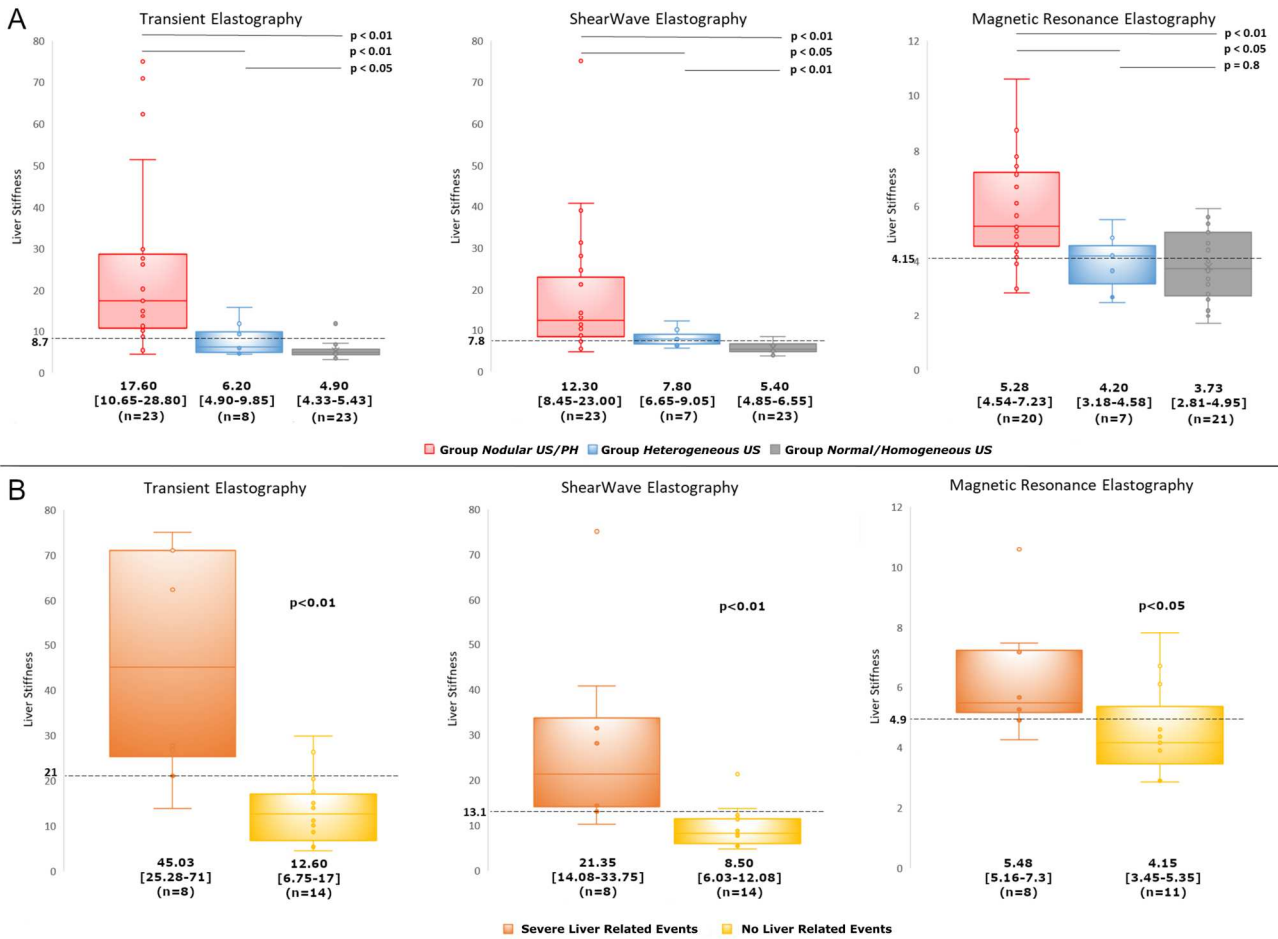 A
Transient Elastography
p < 0.01
p < 0.01
p < 0.05
Liver Stiffness
80
70
60
50
40
30
20
10
0
8.7
17.60
[10.65-28.80]
(n=23)
6.20
[4.90-9.85]
(n=8)
4.90
[4.33-5.43]
(n=23)
ShearWave Elastography
p < 0.01
p < 0.05
p < 0.01
Liver Stiffness
80
70
60
50
40
30
20
10
0
7.8
12.30
[8.45-23.00]
(n=23)
7.80
[6.65-9.05]
(n=7)
5.40
[4.85-6.55]
(n=23)
Magnetic Resonance Elastography
p < 0.01
p < 0.05
p = 0.8
Liver Stiffness
12
10
8
6
4
2
0
4.15
5.28
[4.54-7.23]
(n=20)
4.20
[3.18-4.58]
(n=7)
3.73
[2.81-4.95]
(n=21)
Group Nodular US/PH Group Heterogeneous US Group Normal/Homogeneous US
B
Transient Elastography
p<0.01
Liver Stiffness
80
70
60
50
40
30
20
10
0
21
45.03
[25.28-71]
(n=8)
12.60
[6.75-17]
(n=14)
ShearWave Elastography
p<0.01
Liver Stiffness
80
70
60
50
40
30
20
10
0
13.1
21.35
[14.08-33.75]
(n=8)
8.50
[6.03-12.08]
(n=14)
Magnetic Resonance Elastography
p<0.05
Liver Stiffness
12
10
8
6
4
2
0
4.9
5.48
[5.16-7.3]
(n=8)
4.15
[3.45-5.35]
(n=11)
Severe Liver Related Events No Liver Related Events